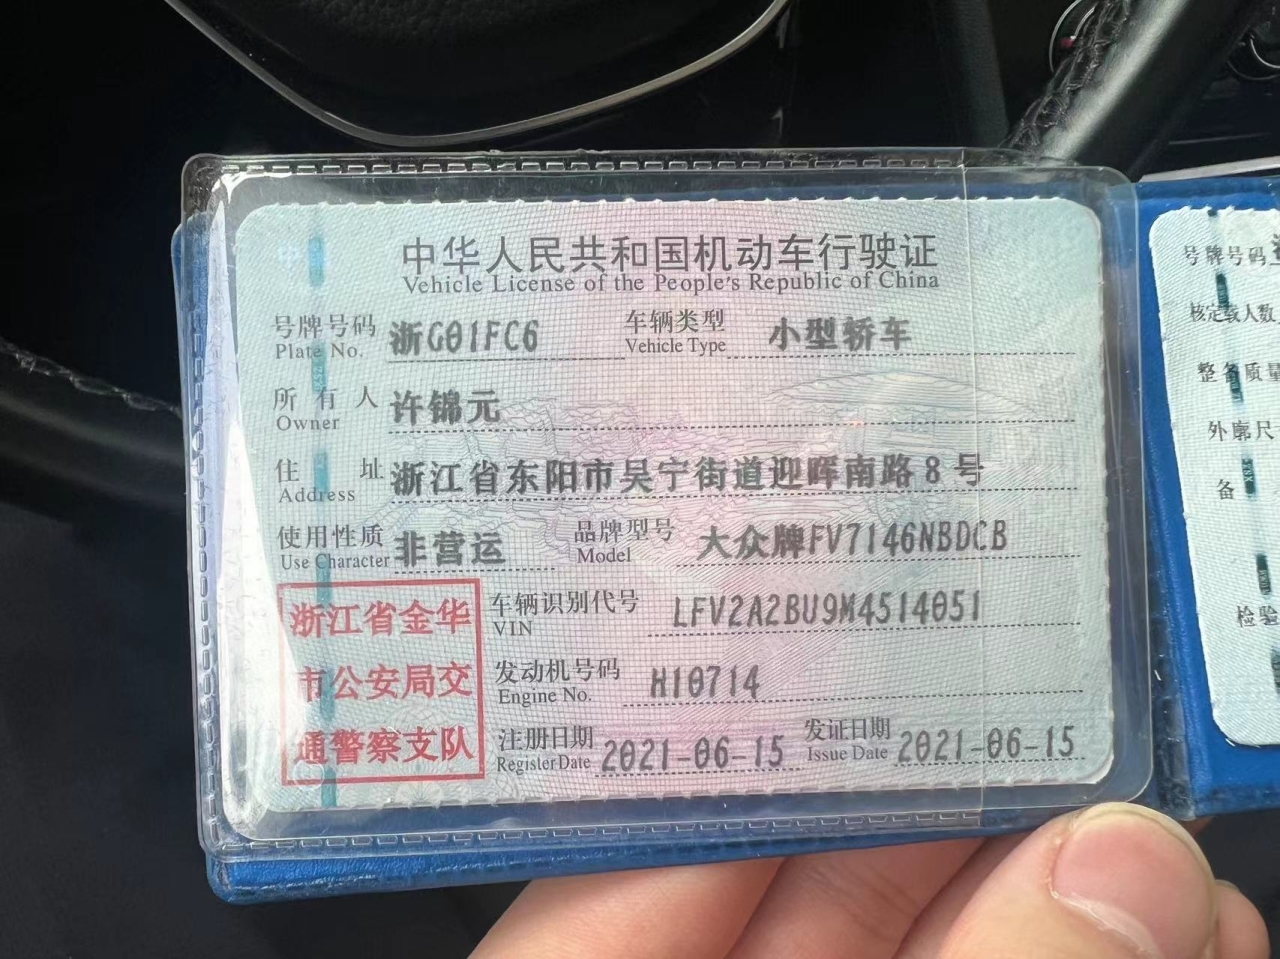 中华人民共和国机动车行驶证
Vehicle License of the People's Republic of China
号牌号码 浙G01FC6 车辆类型 小型轿车
Plate No. Vehicle Type
所有人 许锦元
Owner
住址 浙江省东阳市吴宁街道迎晖南路8号
Address
使用性质 非营运 品牌型号 大众牌FV7146NBDCB
Use Character Model
浙江省金华
市公安局交
通警察支队
车辆识别代号 LFV2A2BU9M4514051
VIN
发动机号码 H10714
Engine No.
注册日期 2021-06-15 发证日期 2021-06-15
Register Date Issue Date
号牌号码
核定载人数
整备质量
外廓尺
备
检验